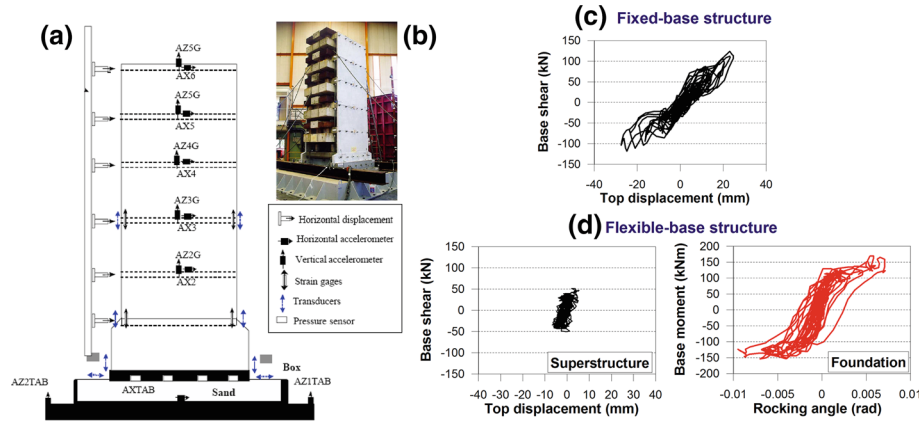 (a)
AZ5G
AX6
AZ5G
AX5
AZ4G
AX4
AZ3G
AX3
AZ2G
AX2
Box
AZ2TAB
AXTAB
Sand
AZ1TAB
(b)
Horizontal displacement
Horizontal accelerometer
Vertical accelerometer
Strain gages
Transducers
Pressure sensor
(c) Fixed-base structure
Base shear (kN)
150
100
50
0
-50
-100
-150
-40 -20 0 20 40
Top displacement (mm)
(d) Flexible-base structure
Base shear (kN)
150
100
50
0
-50
-100
-150
Superstructure
-40 -30 -20 -10 0 10 20 30 40
Top displacement (mm)
Base moment (kNm)
200
150
100
50
0
-50
-100
-150
200
Foundation
-0.01 -0.005 0 0.005 0.01
Rocking angle (rad)